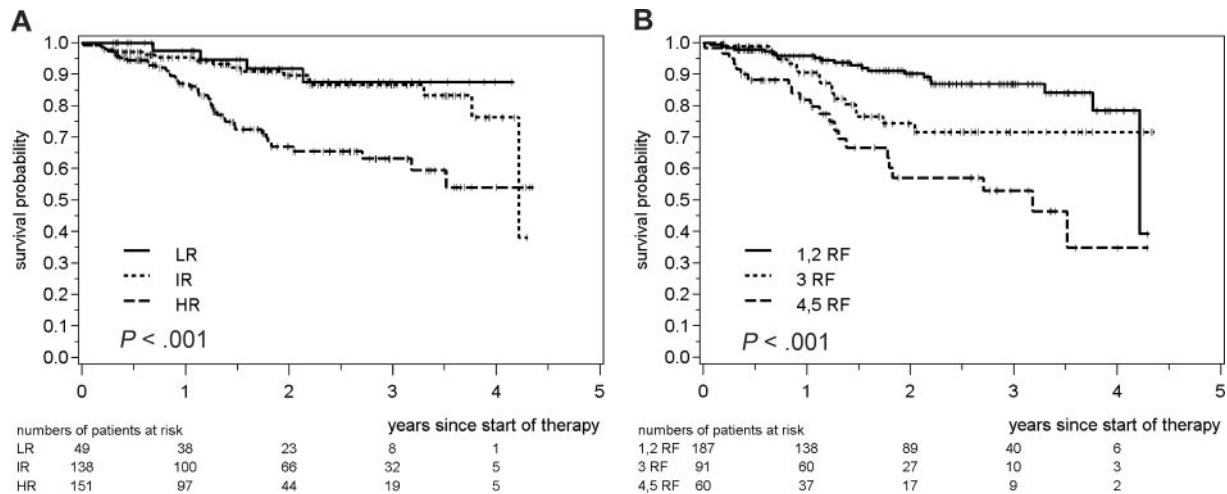 A
survival probability
1.0
0.9
0.8
0.7
0.6
0.5
0.4
0.3
0.2
0.1
0.0
LR
IR
HR
P < .001
0 1 2 3 4 5
years since start of therapy
numbers of patients at risk
LR 49 38 23 8 1
IR 138 100 66 32 5
HR 151 97 44 19 5
B
survival probability
1.0
0.9
0.8
0.7
0.6
0.5
0.4
0.3
0.2
0.1
0.0
1,2 RF
3 RF
4,5 RF
P < .001
0 1 2 3 4 5
years since start of therapy
numbers of patients at risk
1,2 RF 187 138 89 40 6
3 RF 91 60 27 10 3
4,5 RF 60 37 17 9 2